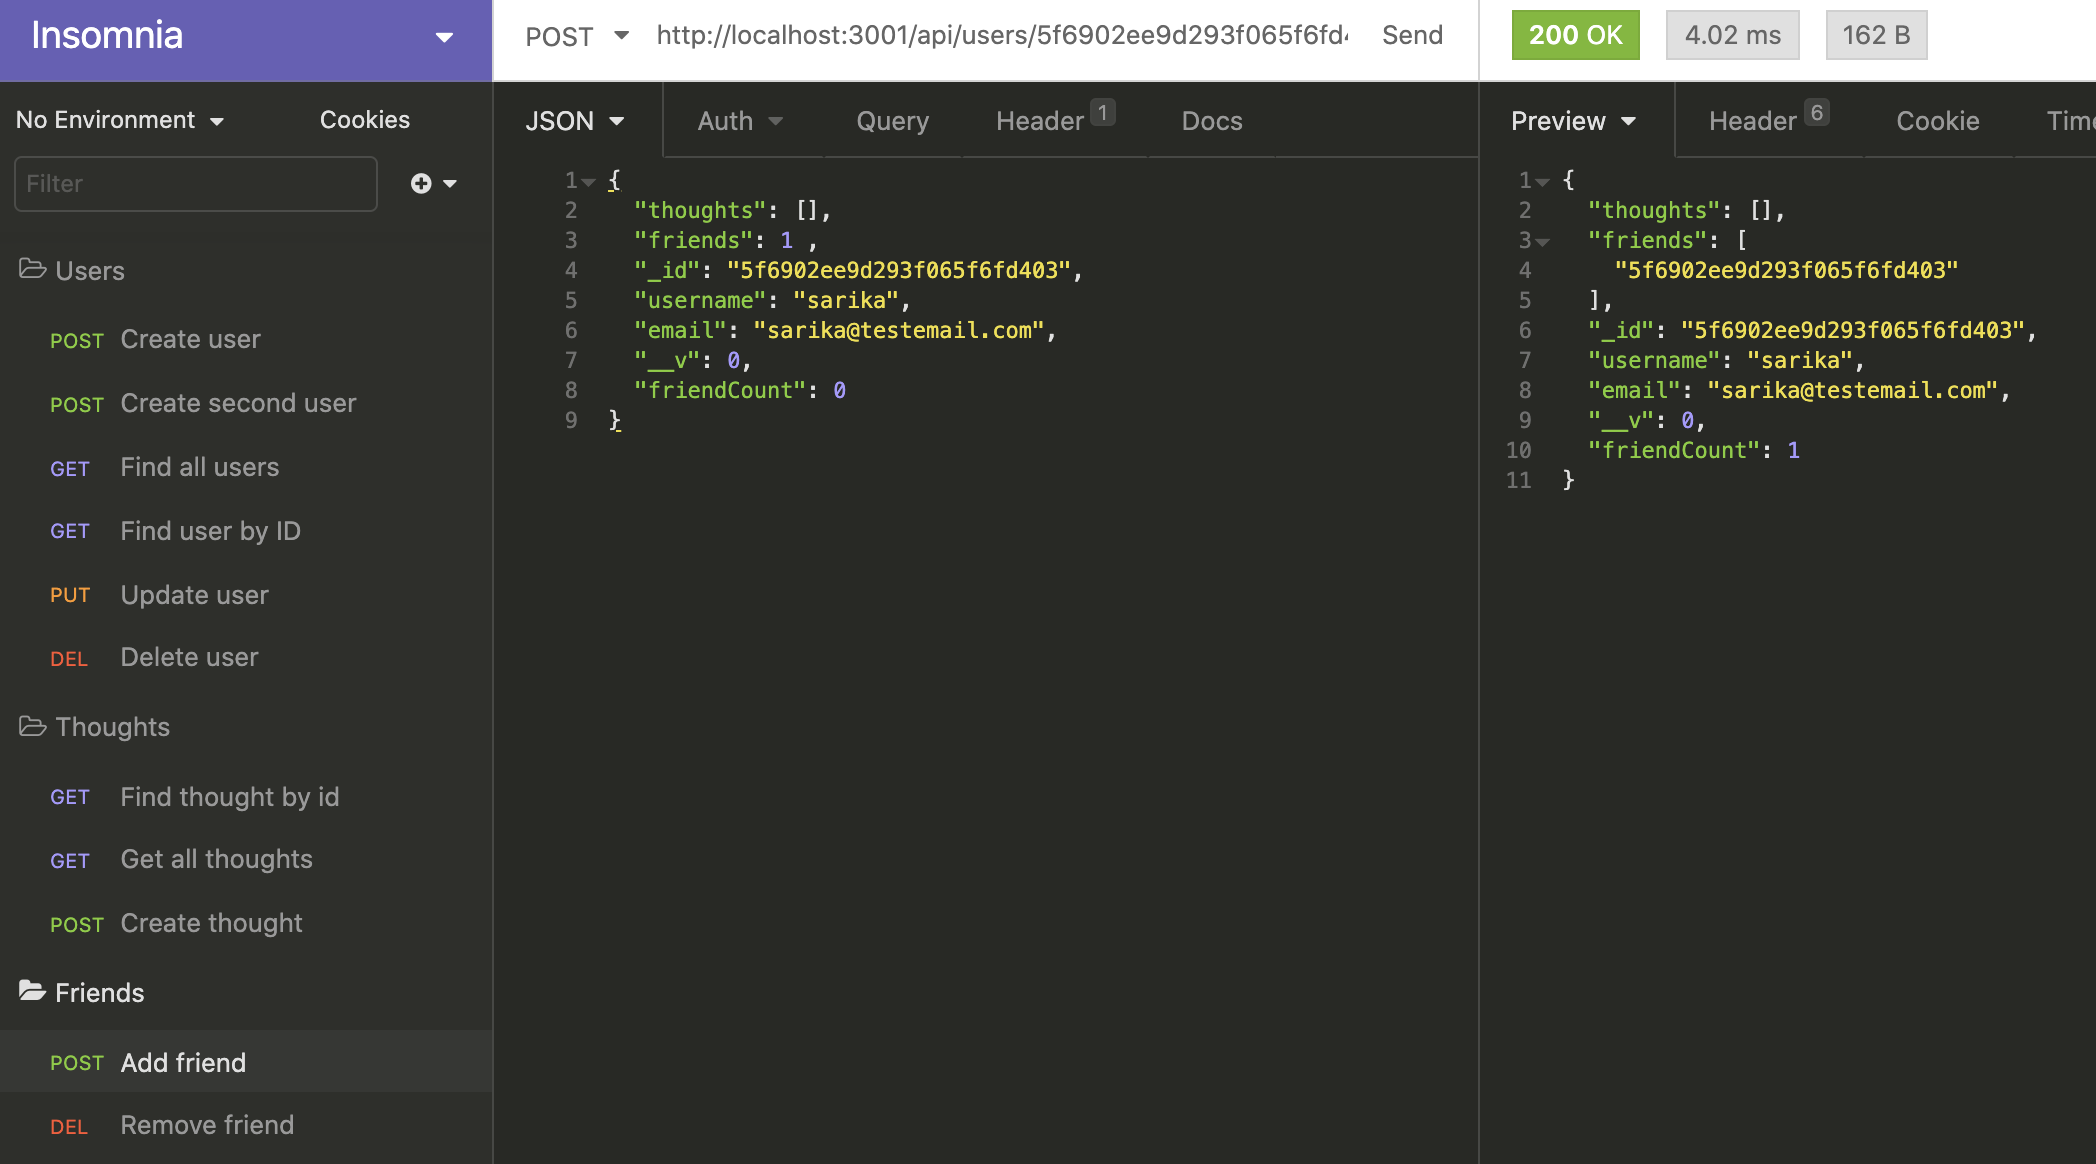 Insomnia
No Environment Cookies
Filter
Users
POST Create user
POST Create second user
GET Find all users
GET Find user by ID
PUT Update user
DEL Delete user
Thoughts
GET Find thought by id
GET Get all thoughts
POST Create thought
Friends
POST Add friend
DEL Remove friend
POST http://localhost:3001/api/users/5f6902ee9d293f065f6fd Send
JSON Auth Query Header 1 Docs
1 {
2 "thoughts": [],
3 "friends": 1 ,
4 "_id": "5f6902ee9d293f065f6fd403",
5 "username": "sarika",
6 "email": "sarika@testemail.com",
7 "__v": 0,
8 "friendCount": 0
9 }
200 OK 4.02 ms 162 B
Preview Header 6 Cookie Time
1 {
2 "thoughts": [],
3 "friends": [
4 "5f6902ee9d293f065f6fd403"
5 ],
6 "_id": "5f6902ee9d293f065f6fd403",
7 "username": "sarika",
8 "email": "sarika@testemail.com",
9 "__v": 0,
10 "friendCount": 1
11 }